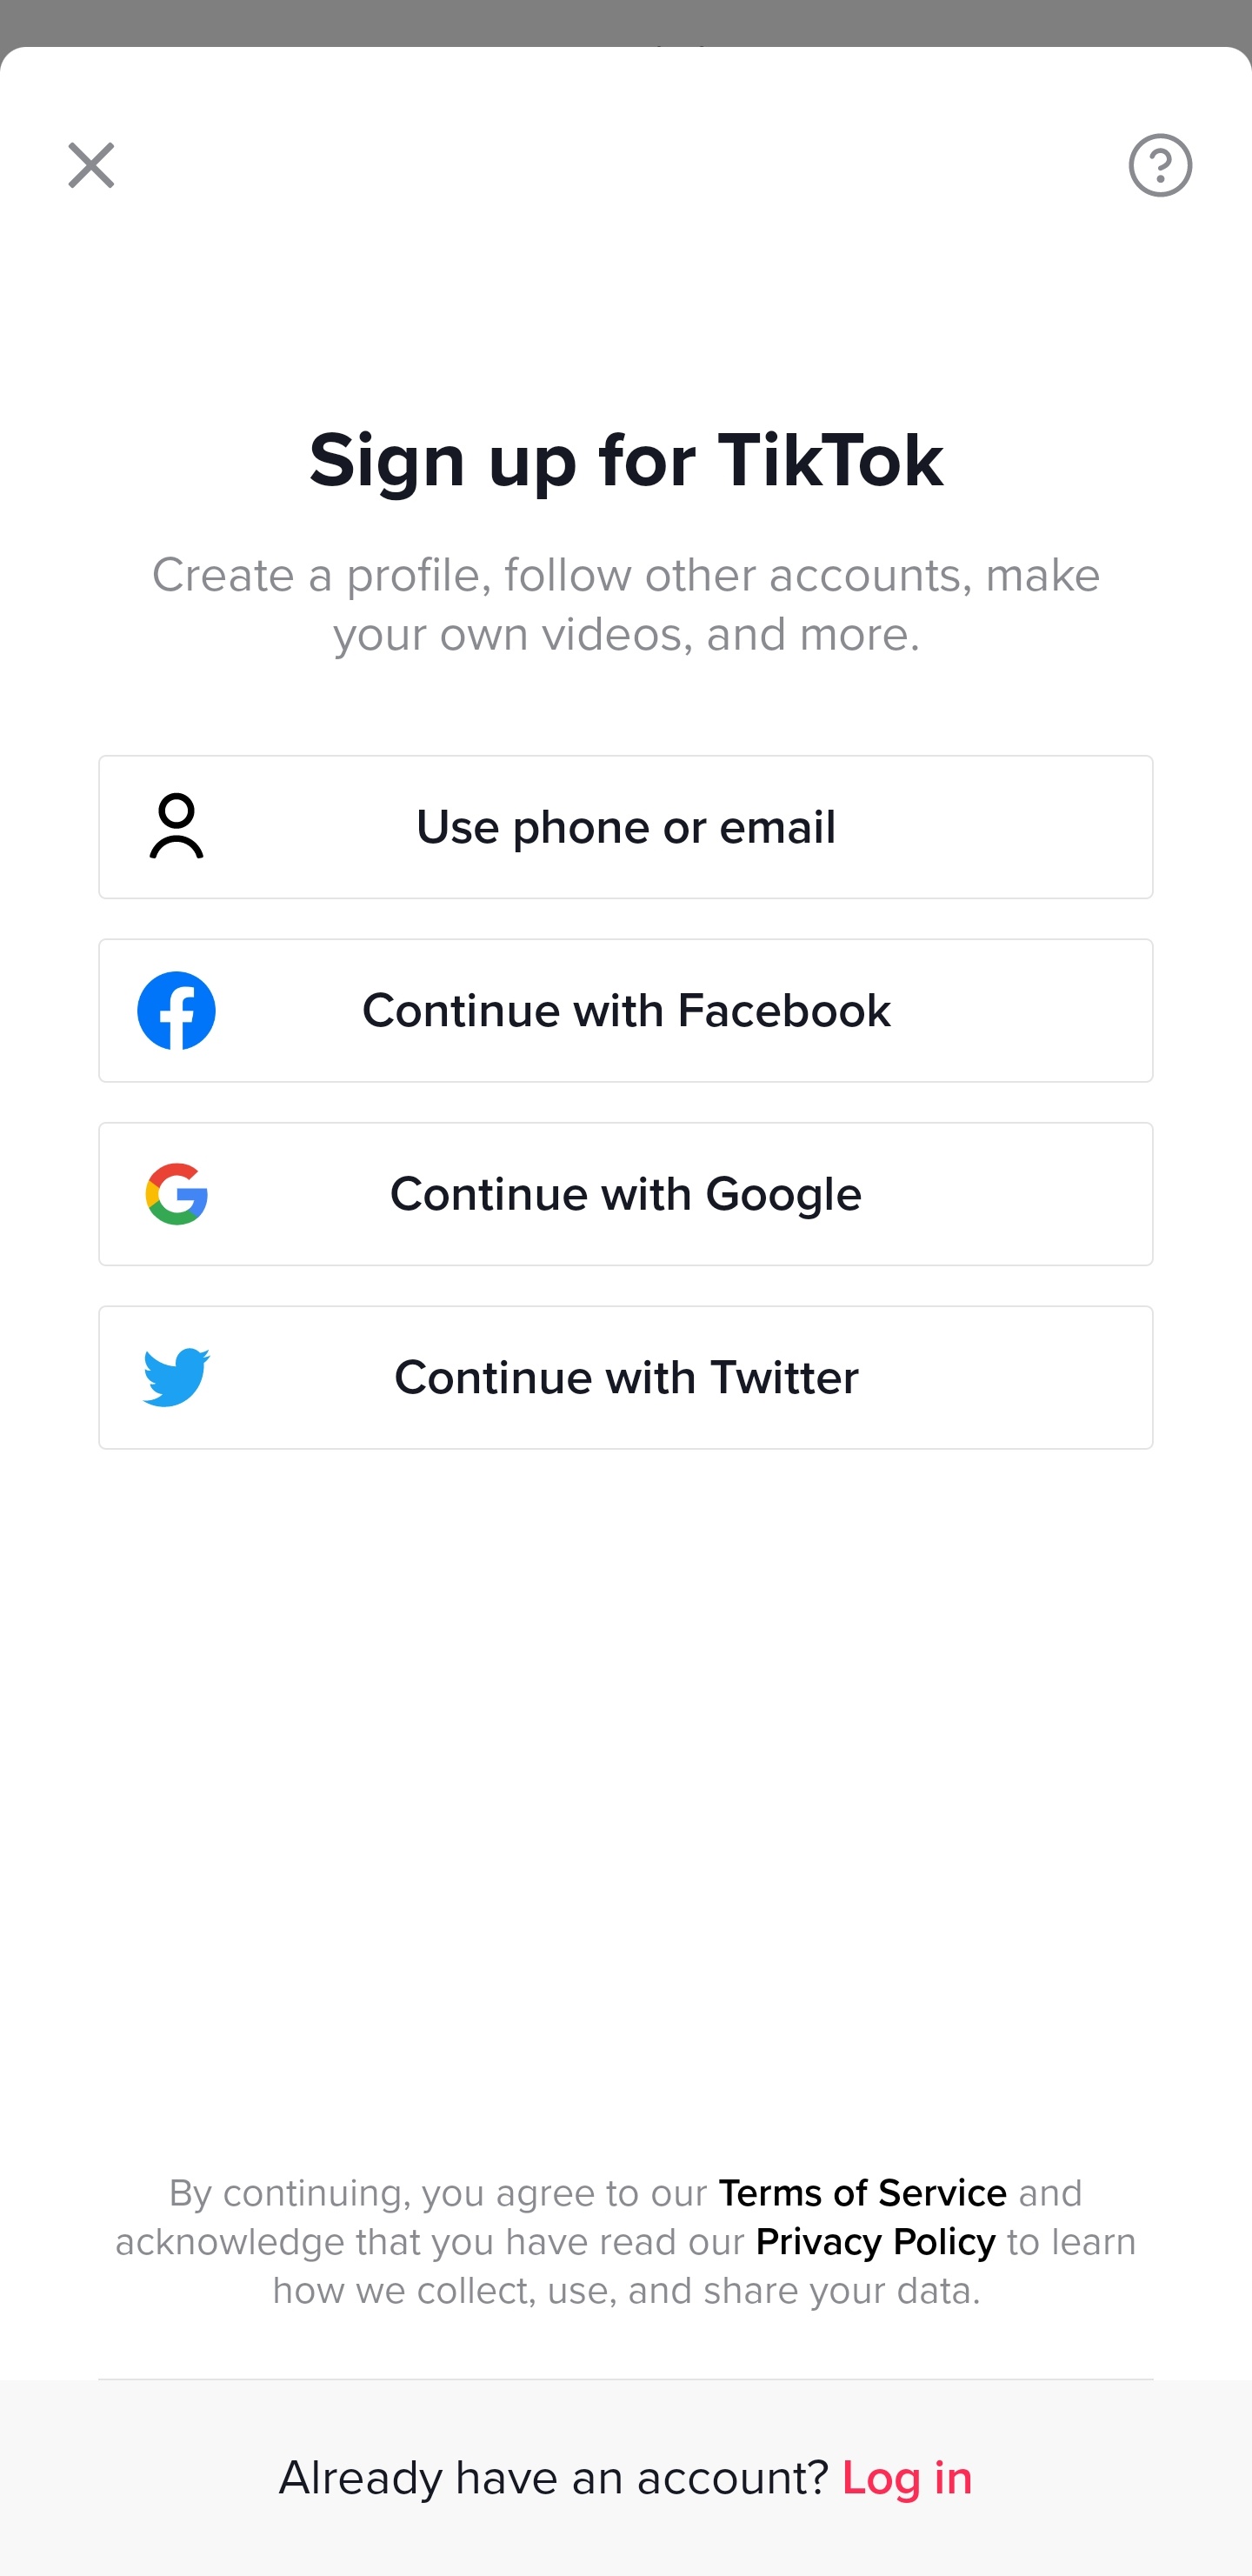 Sign up for TikTok
Create a profile, follow other accounts, make
your own videos, and more.
Use phone or email
Continue with Facebook
Continue with Google
Continue with Twitter
By continuing, you agree to our Terms of Service and
acknowledge that you have read our Privacy Policy to learn
how we collect, use, and share your data.
Already have an account? Log in